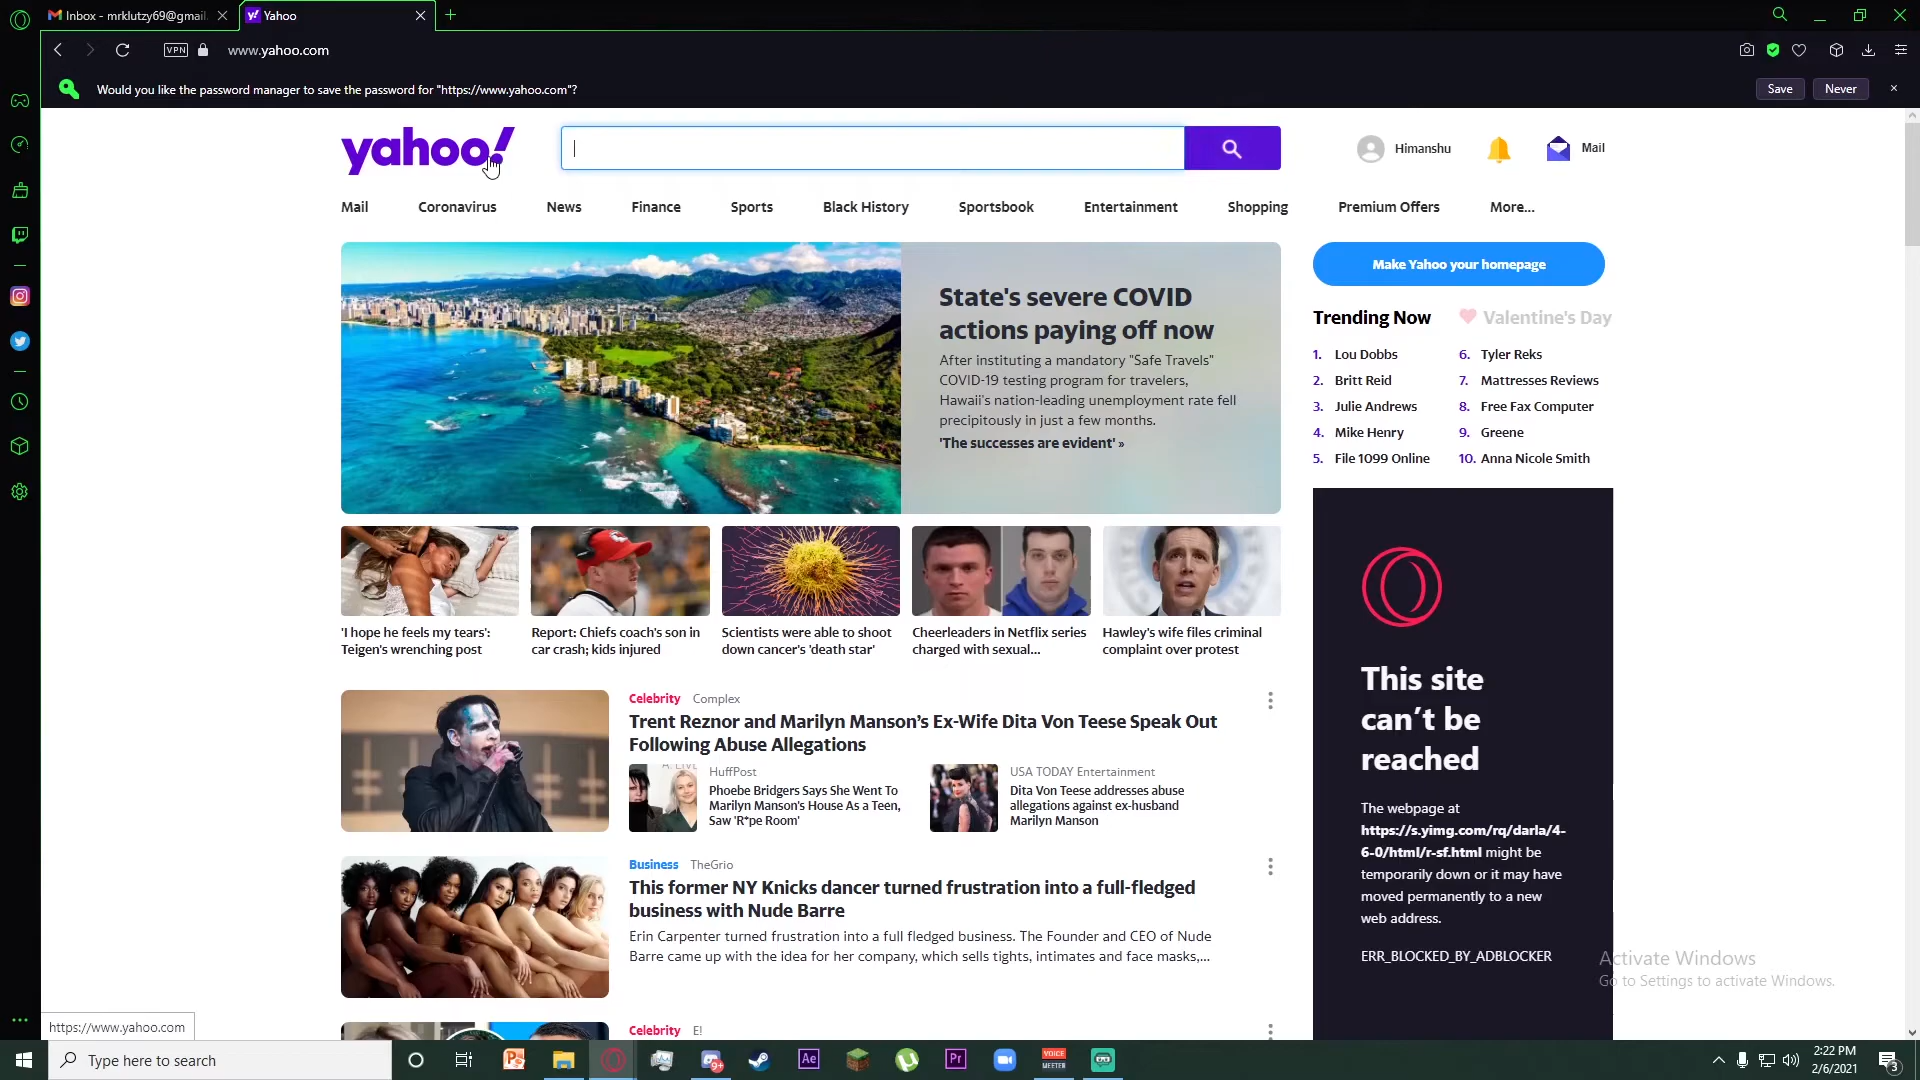 Inbox - mrklutzy69@gmail.
Yahoo
VPN
www.yahoo.com
Would you like the password manager to save the password for "https://www.yahoo.com"?
Save
Never
yahoo!
Himanshu
Mail
Mail
Coronavirus
News
Finance
Sports
Black History
Sportsbook
Entertainment
Shopping
Premium Offers
More...
State's severe COVID
actions paying off now
After instituting a mandatory "Safe Travels"
COVID-19 testing program for travelers,
Hawaii's nation-leading unemployment rate fell
precipitously in just a few months.
'The successes are evident' »
Make Yahoo your homepage
Trending Now
Valentine's Day
1. Lou Dobbs
2. Britt Reid
3. Julie Andrews
4. Mike Henry
5. File 1099 Online
6. Tyler Reks
7. Mattresses Reviews
8. Free Fax Computer
9. Greene
10. Anna Nicole Smith
'I hope he feels my tears':
Teigen's wrenching post
Report: Chiefs coach's son in
car crash; kids injured
Scientists were able to shoot
down cancer's 'death star'
Cheerleaders in Netflix series
charged with sexual...
Hawley's wife files criminal
complaint over protest
Celebrity Complex
Trent Reznor and Marilyn Manson's Ex-Wife Dita Von Teese Speak Out
Following Abuse Allegations
HuffPost
Phoebe Bridgers Says She Went To
Marilyn Manson's House As a Teen,
Saw 'R*pe Room'
USA TODAY Entertainment
Dita Von Teese addresses abuse
allegations against ex-husband
Marilyn Manson
Business TheGrio
This former NY Knicks dancer turned frustration into a full-fledged
business with Nude Barre
Erin Carpenter turned frustration into a full fledged business. The Founder and CEO of Nude
Barre came up with the idea for her company, which sells tights, intimates and face masks,...
Celebrity E!
This site
can't be
reached
The webpage at
https://s.yimg.com/rq/darla/4-
6-0/html/r-sf.html might be
temporarily down or it may have
moved permanently to a new
web address.
ERR_BLOCKED_BY_ADBLOCKER
Activate Windows
Go to Settings to activate Windows.
https://www.yahoo.com
Type here to search
9+
Ae
Pr
VOICE
MEETER
2:22 PM
2/6/2021
3